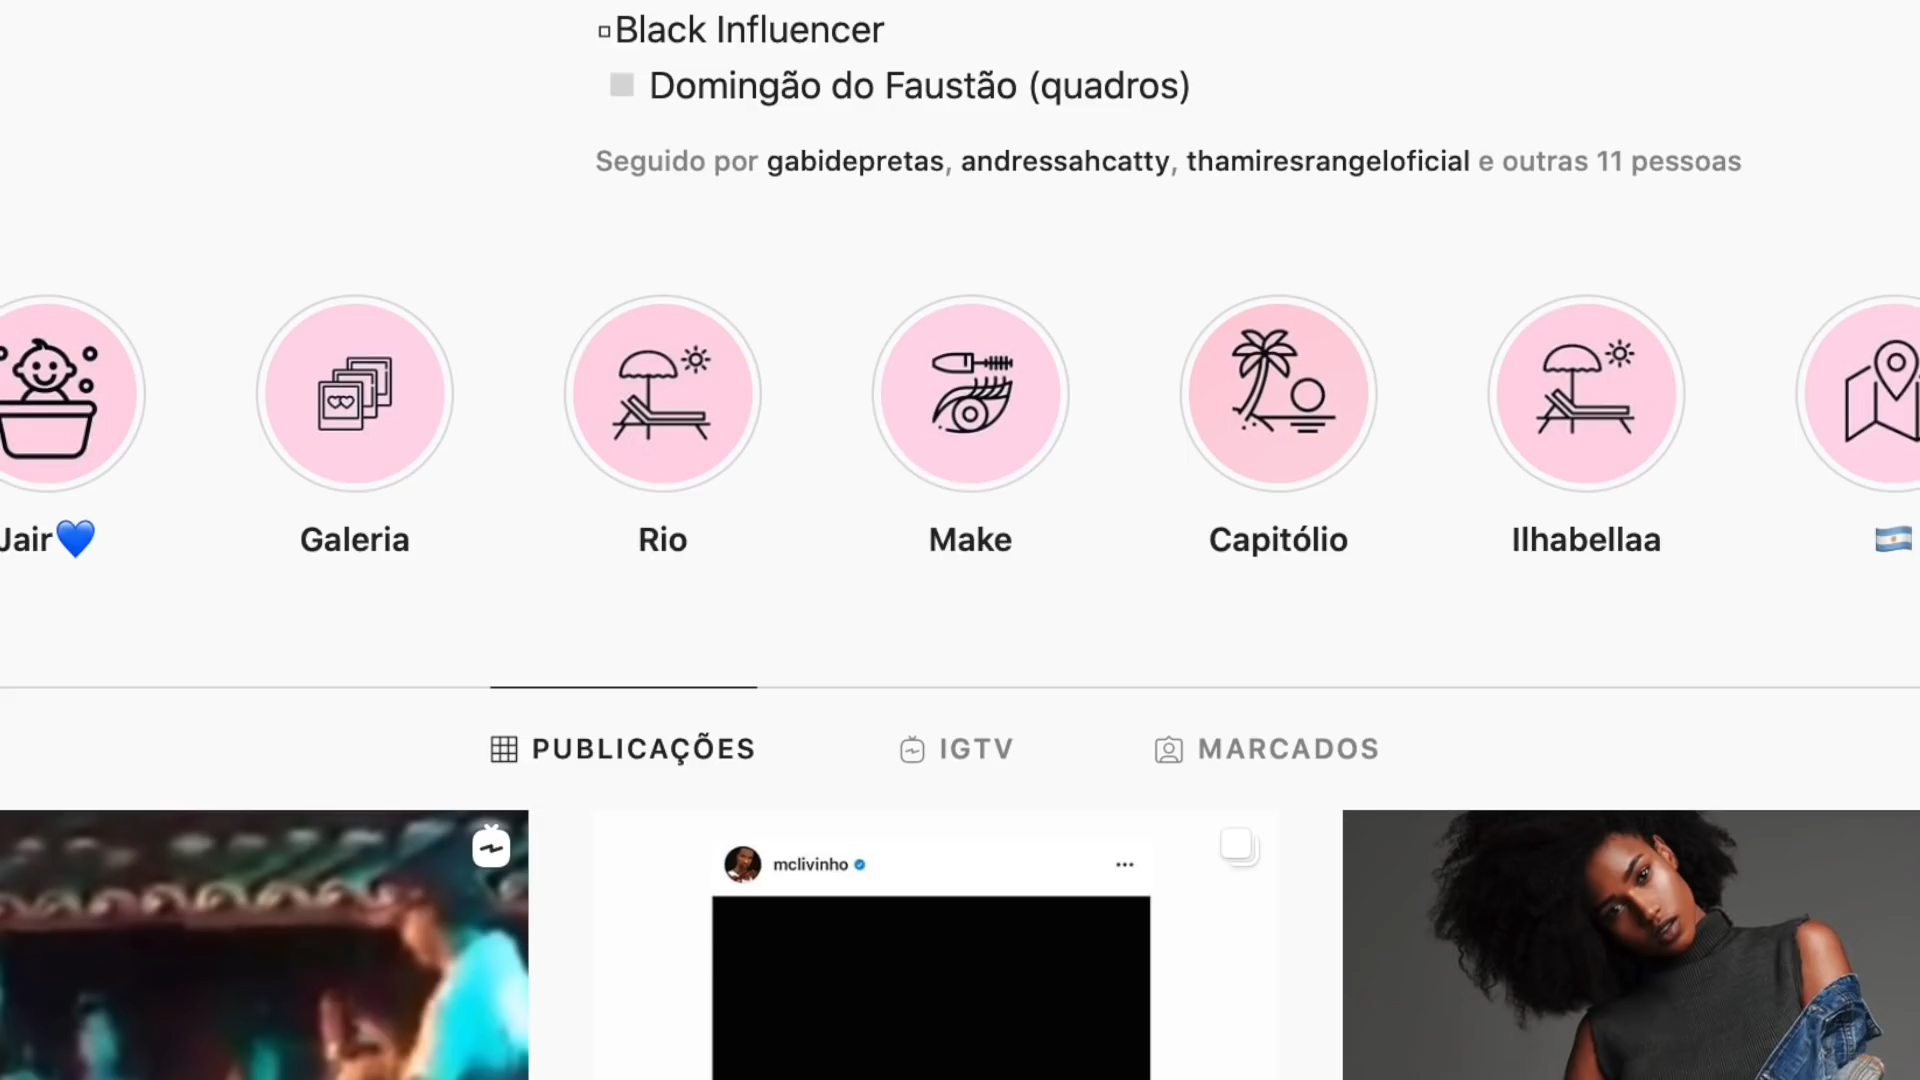 Black Influencer
Domingão do Faustão (quadros)
Seguido por gabidepretas, andressahcatty, thamiresrangeloficial e outras 11 pessoas
Jair💙
Galeria
Rio
Make
Capitólio
Ilhabellaa
🇦🇷
PUBLICAÇÕES
IGTV
MARCADOS
mclivinho